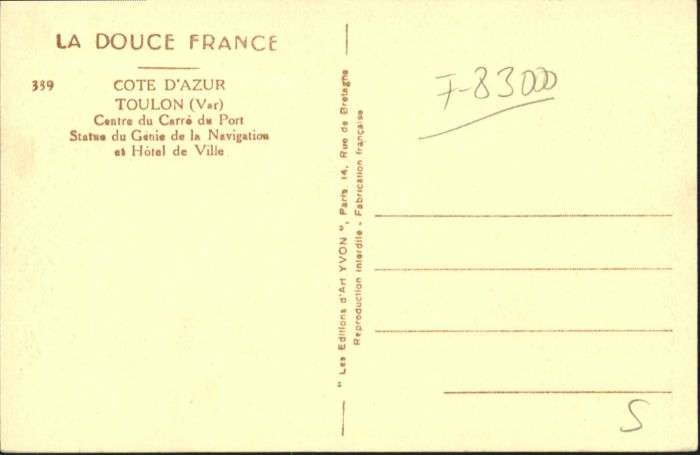 LA DOUCE FRANCE
339
COTE D'AZUR
TOULON (Var)
Centre du Carré du Port
Statue du Génie de la Navigation
et Hôtel de Ville
"Les Editions d'Art YVON", Paris, 14, Rue de Bretagne
Reproduction interdite - Fabrication française
F-83000
S